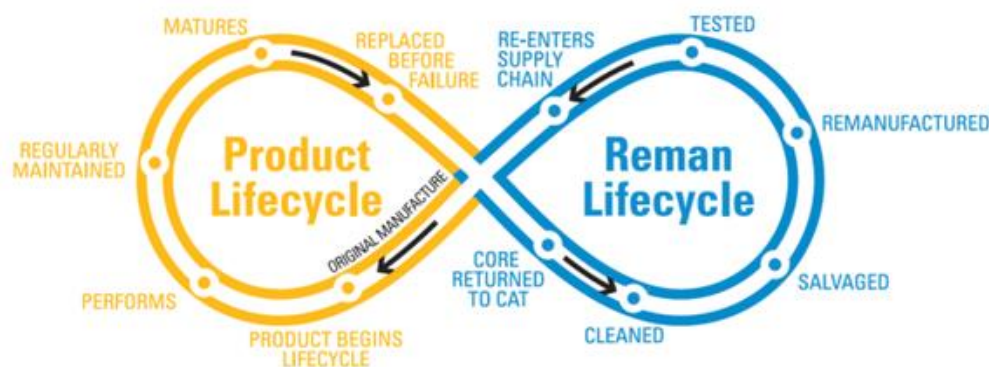 MATURES
REPLACED
BEFORE
FAILURE
REGULARLY
MAINTAINED
Product
Lifecycle
ORIGINAL MANUFACTURE
PERFORMS
PRODUCT BEGINS
LIFECYCLE
RE-ENTERS
SUPPLY
CHAIN
TESTED
REMANUFACTURED
Reman
Lifecycle
CORE
RETURNED
TO CAT
CLEANED
SALVAGED